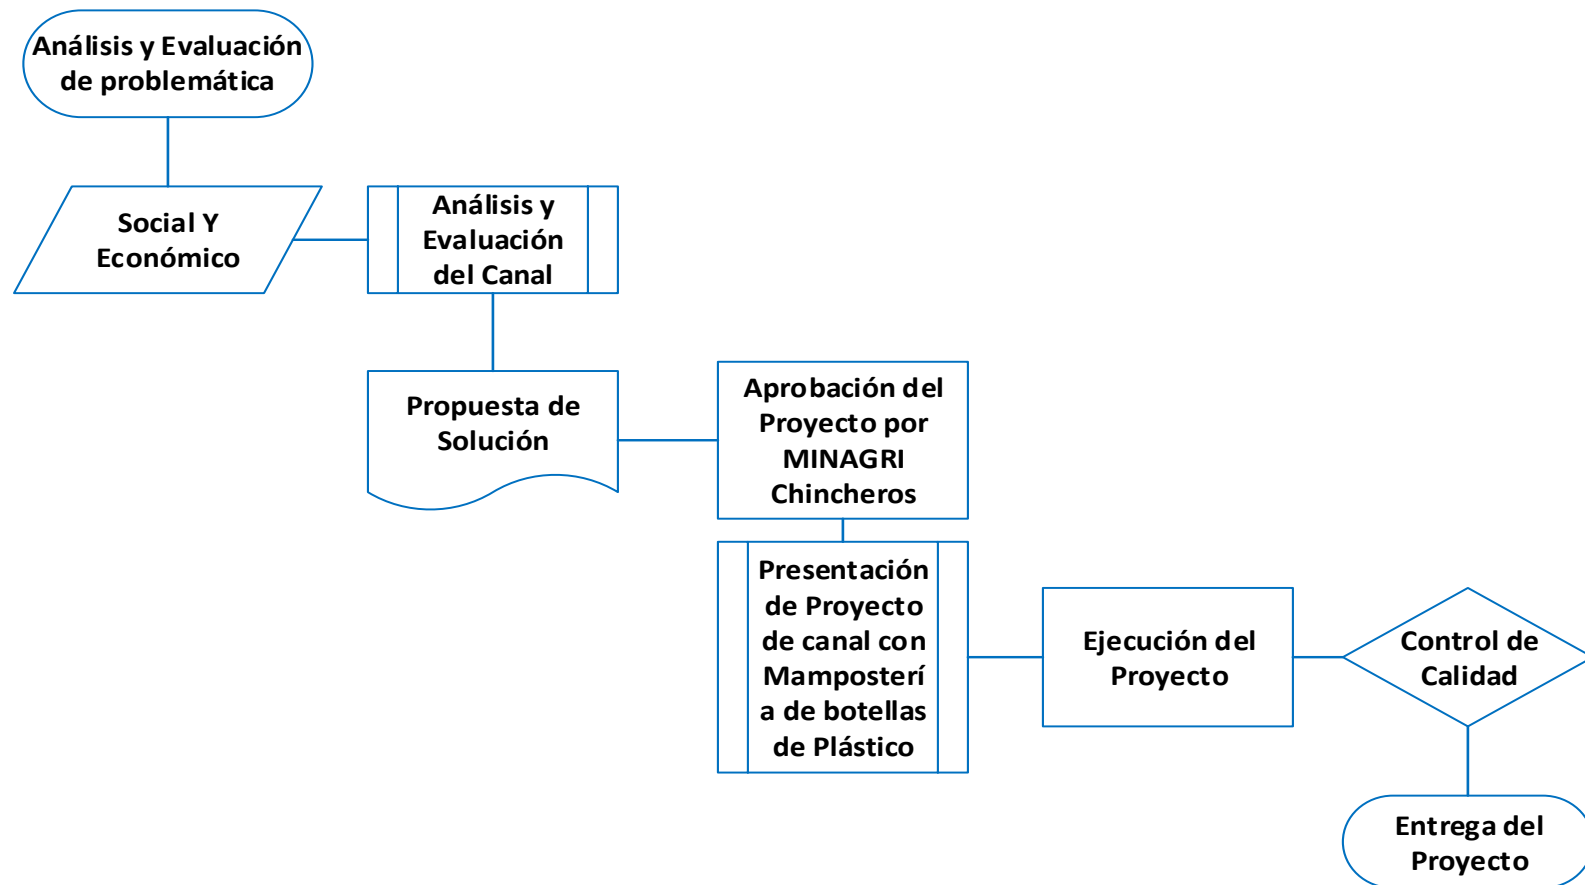 Análisis y Evaluación
de problemática
Social Y
Económico
Análisis y
Evaluación
del Canal
Propuesta de
Solución
Aprobación del
Proyecto por
MINAGRI
Chincheros
Presentación
de Proyecto
de canal con
Mamposterí
a de botellas
de Plástico
Ejecución del
Proyecto
Control de
Calidad
Entrega del
Proyecto